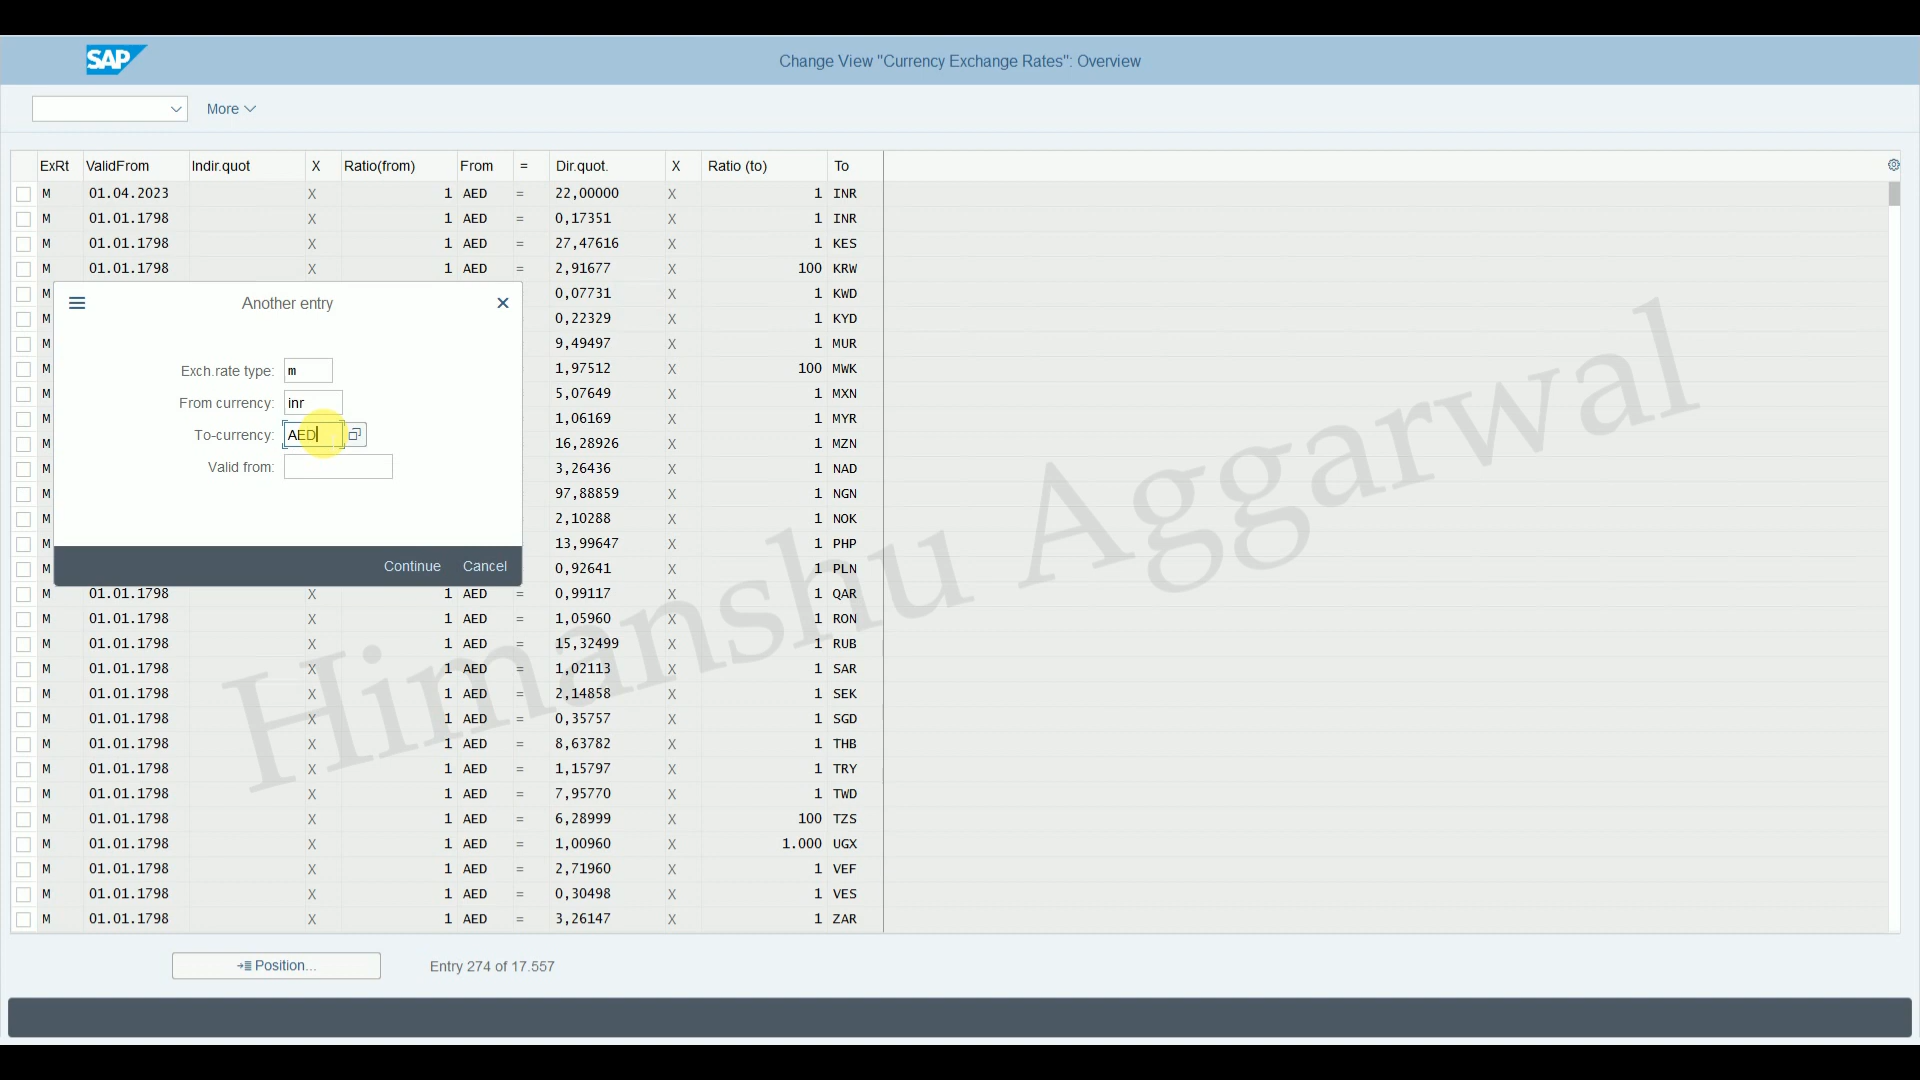 SAP
Change View "Currency Exchange Rates": Overview
More
ExRt ValidFrom Indir.quot X Ratio(from) From = Dir.quot. X Ratio (to) To
M 01.04.2023 X 1 AED = 22,00000 X 1 INR
M 01.01.1798 X 1 AED = 0,17351 X 1 INR
M 01.01.1798 X 1 AED = 27,47616 X 1 KES
M 01.01.1798 X 1 AED = 2,91677 X 100 KRW
M 0,07731 X 1 KWD
M 0,22329 X 1 KYD
M 9,49497 X 1 MUR
M 1,97512 X 100 MWK
M 5,07649 X 1 MXN
M 1,06169 X 1 MYR
M 16,28926 X 1 MZN
M 3,26436 X 1 NAD
M 97,88859 X 1 NGN
M 2,10288 X 1 NOK
M 13,99647 X 1 PHP
M 0,92641 X 1 PLN
M 01.01.1798 X 1 AED = 0,99117 X 1 QAR
M 01.01.1798 X 1 AED = 1,05960 X 1 RON
M 01.01.1798 X 1 AED = 15,32499 X 1 RUB
M 01.01.1798 X 1 AED = 1,02113 X 1 SAR
M 01.01.1798 X 1 AED = 2,14858 X 1 SEK
M 01.01.1798 X 1 AED = 0,35757 X 1 SGD
M 01.01.1798 X 1 AED = 8,63782 X 1 THB
M 01.01.1798 X 1 AED = 1,15797 X 1 TRY
M 01.01.1798 X 1 AED = 7,95770 X 1 TWD
M 01.01.1798 X 1 AED = 6,28999 X 100 TZS
M 01.01.1798 X 1 AED = 1,00960 X 1.000 UGX
M 01.01.1798 X 1 AED = 2,71960 X 1 VEF
M 01.01.1798 X 1 AED = 0,30498 X 1 VES
M 01.01.1798 X 1 AED = 3,26147 X 1 ZAR
Another entry
Exch.rate type: m
From currency: inr
To-currency: AED
Valid from:
Continue Cancel
Position...
Entry 274 of 17.557
Himanshu Aggarwal